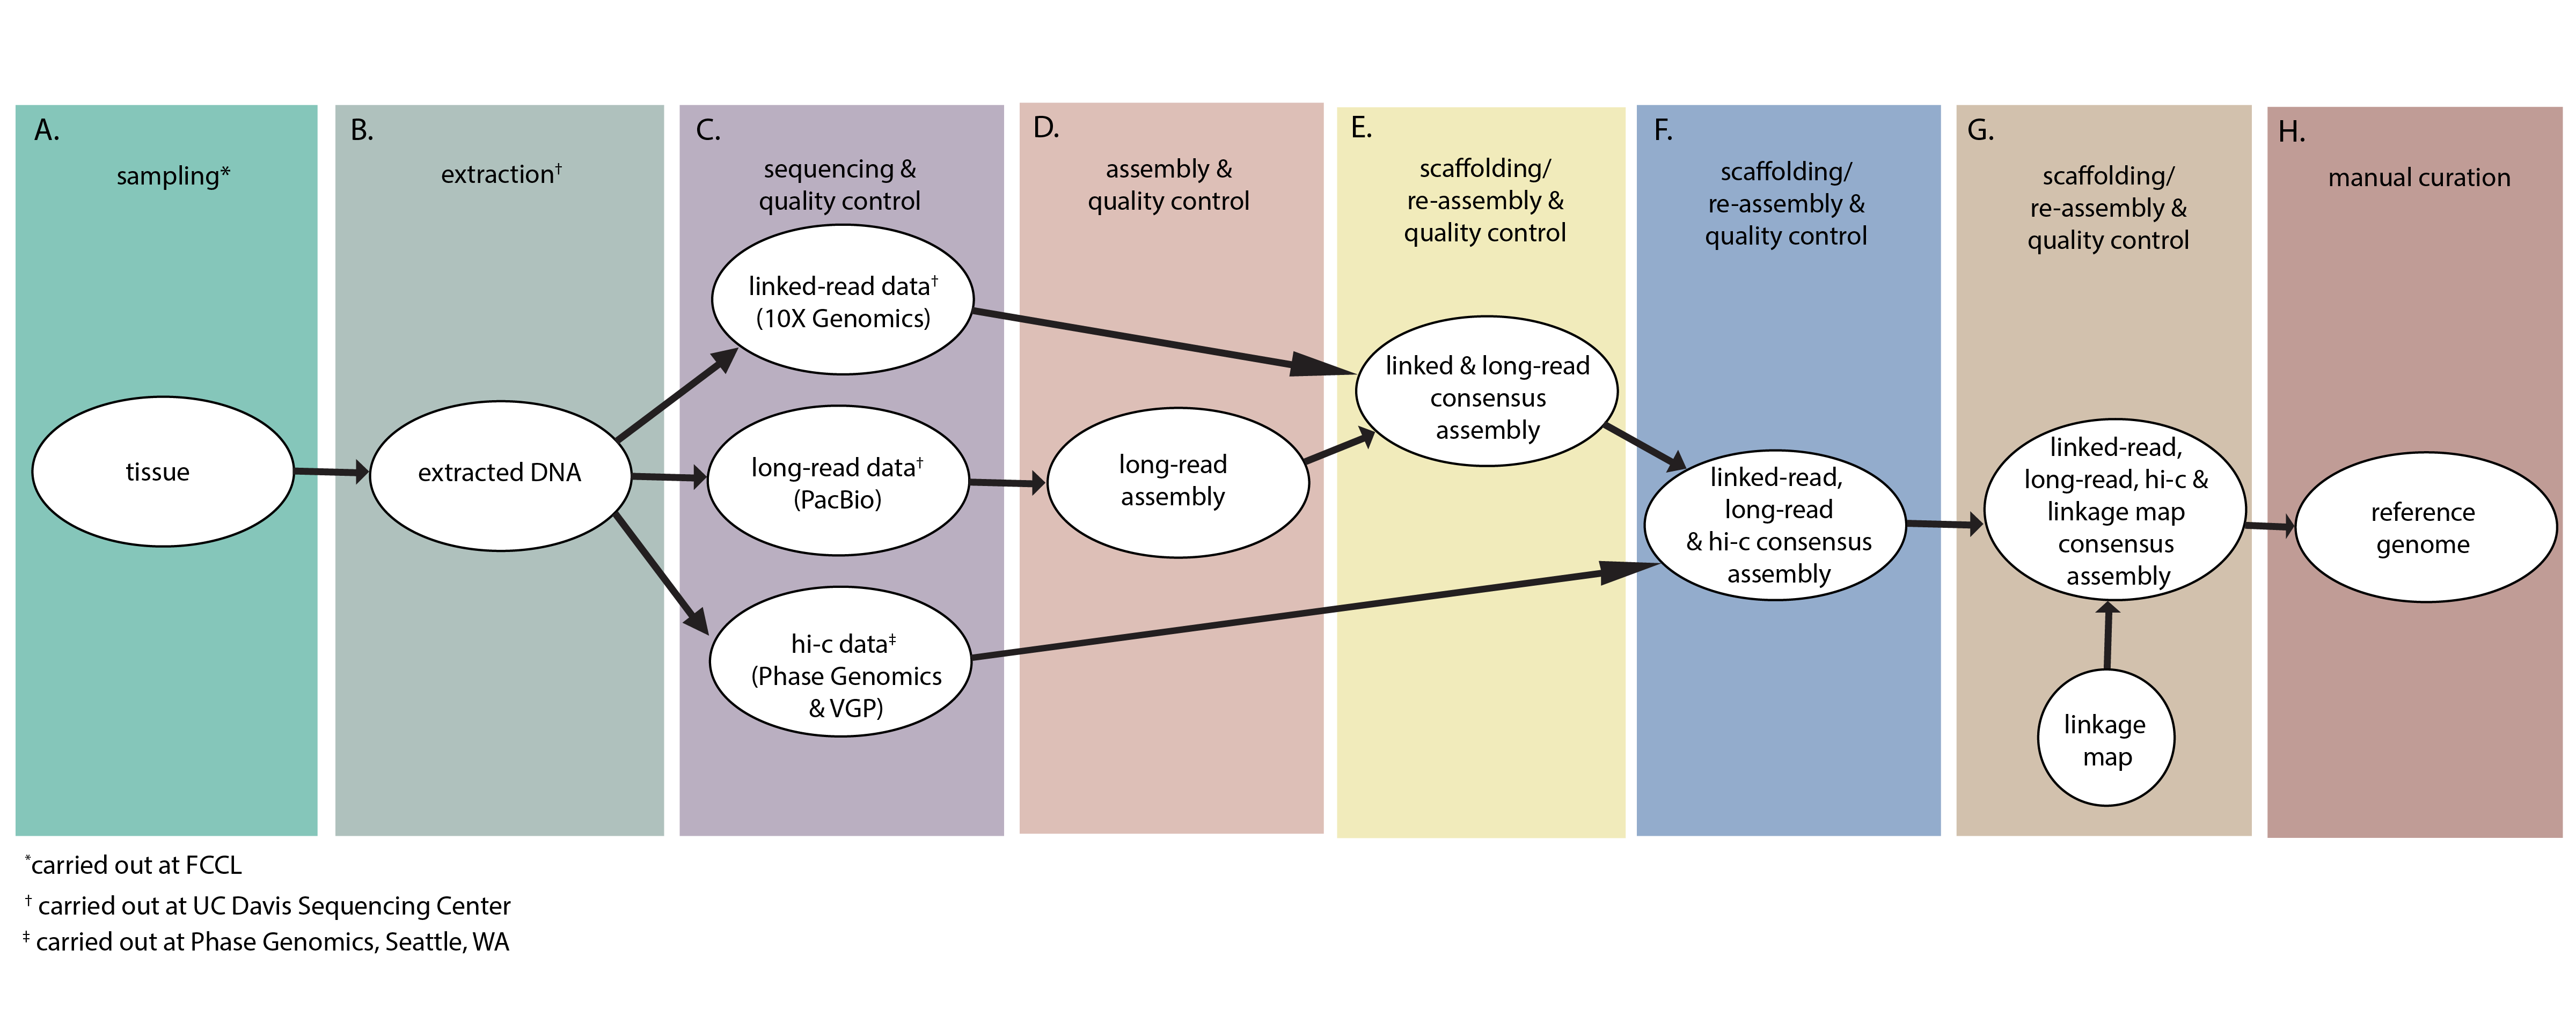 A.
sampling*
tissue
B.
extraction†
extracted DNA
C.
sequencing &
quality control
linked-read data†
(10X Genomics)
long-read data†
(PacBio)
hi-c data‡
(Phase Genomics
& VGP)
D.
assembly &
quality control
long-read
assembly
E.
scaffolding/
re-assembly &
quality control
linked & long-read
consensus
assembly
F.
scaffolding/
re-assembly &
quality control
linked-read,
long-read
& hi-c consensus
assembly
G.
scaffolding/
re-assembly &
quality control
linked-read,
long-read, hi-c &
linkage map
consensus
assembly
linkage
map
H.
manual curation
reference
genome
*carried out at FCCL
† carried out at UC Davis Sequencing Center
‡ carried out at Phase Genomics, Seattle, WA